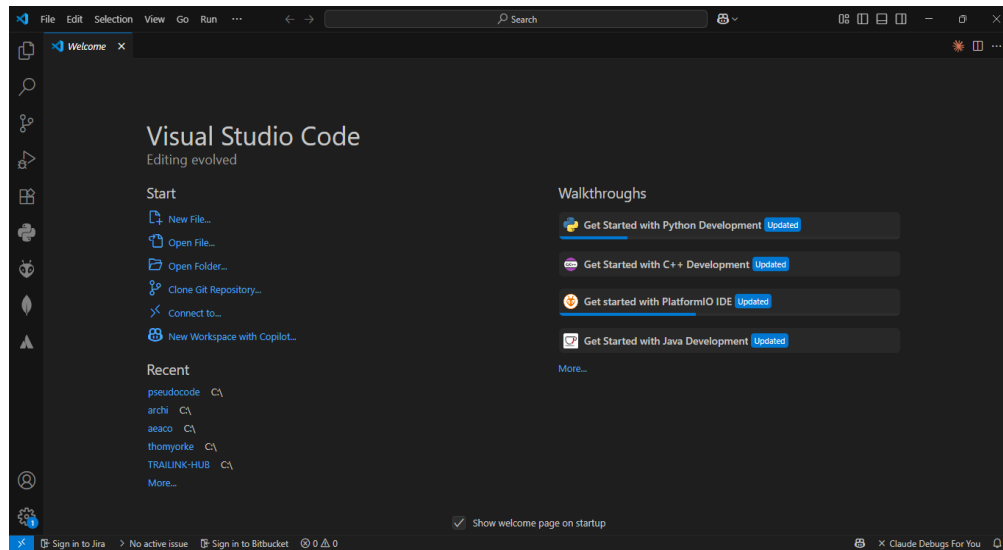 File Edit Selection View Go Run ··· Search
Welcome
Visual Studio Code
Editing evolved
Start
New File...
Open File...
Open Folder...
Clone Git Repository...
Connect to...
New Workspace with Copilot...
Recent
pseudocode C:\
archi C:\
aeaco C:\
thomyorke C:\
TRAILINK-HUB C:\
More...
Walkthroughs
Get Started with Python Development Updated
Get Started with C++ Development Updated
Get started with PlatformIO IDE Updated
Get Started with Java Development Updated
More...
Show welcome page on startup
1
Sign in to Jira No active issue Sign in to Bitbucket 0 0 Claude Debugs For You